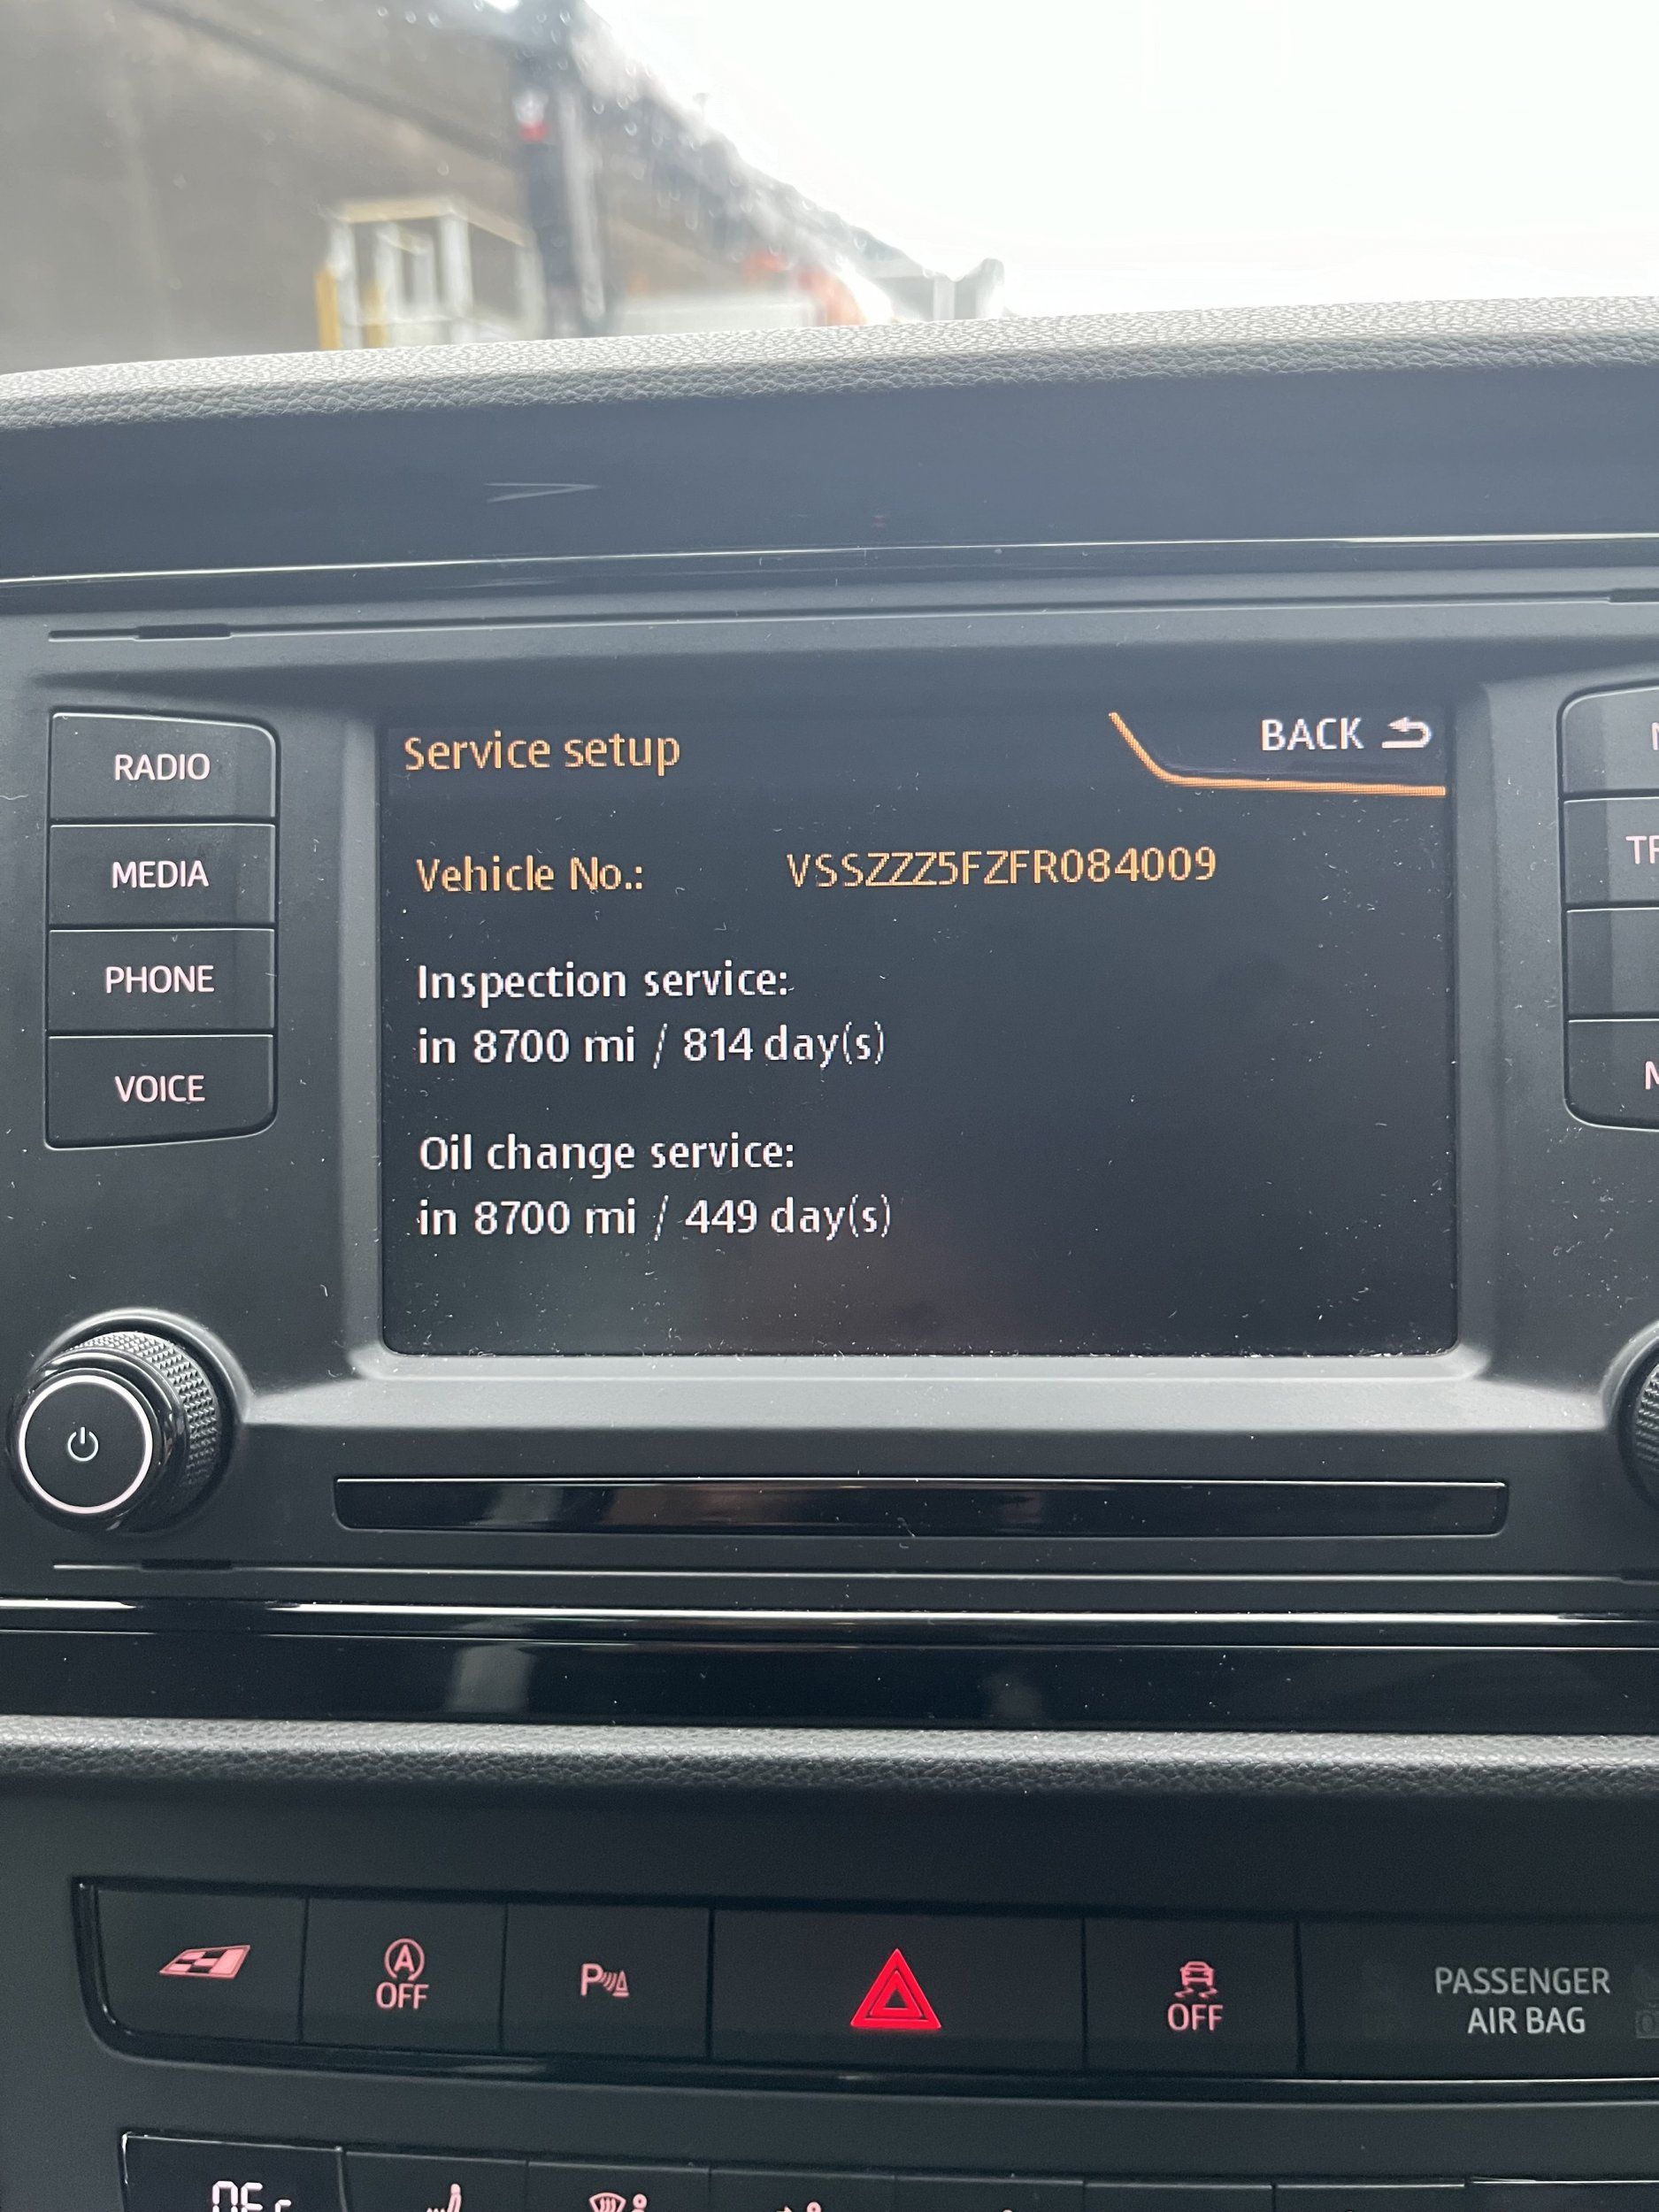 Service setup
BACK
Vehicle No.: VSSZZZ5FZFR084009
Inspection service:
in 8700 mi / 814 day(s)
Oil change service:
in 8700 mi / 449 day(s)
RADIO
MEDIA
PHONE
VOICE
A
OFF
P
OFF
PASSENGER
AIR BAG